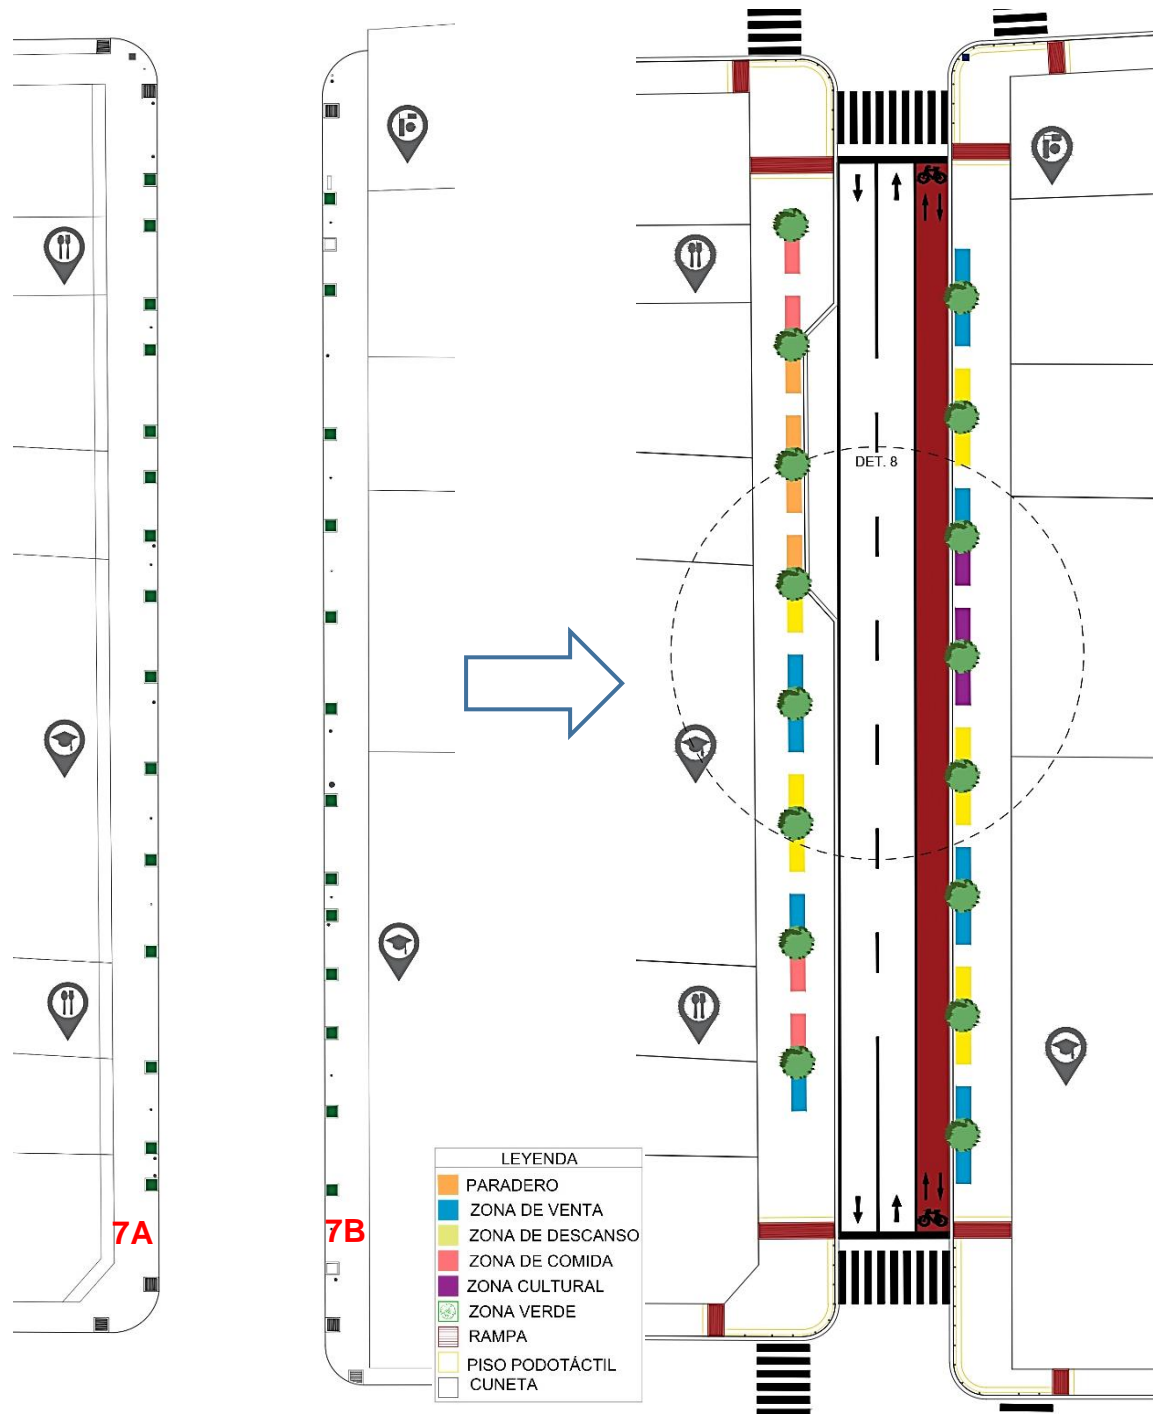 DET. 8
7A
7B
LEYENDA
PARADERO
ZONA DE VENTA
ZONA DE DESCANSO
ZONA DE COMIDA
ZONA CULTURAL
ZONA VERDE
RAMPA
PISO PODOTÁCTIL
CUNETA